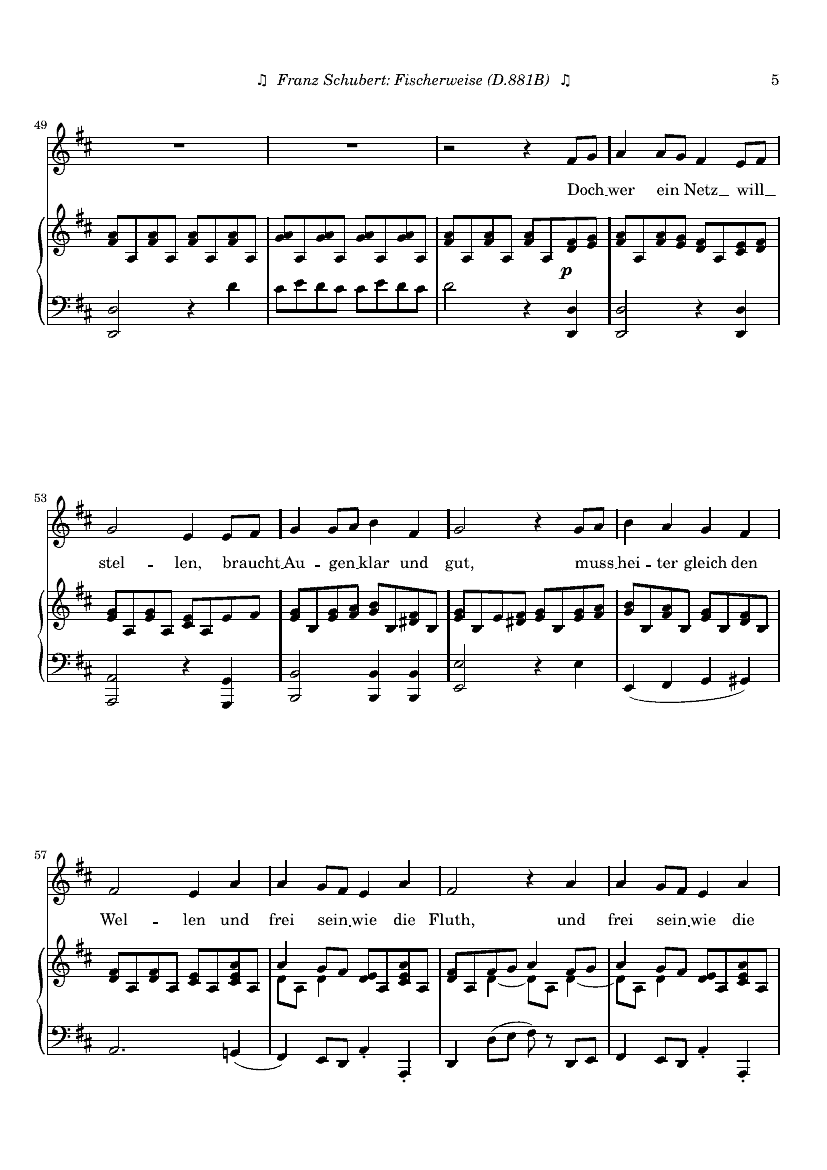 ♫ Franz Schubert: Fischerweise (D.881B) ♫ 5
49
Doch wer ein Netz will
p
53
stel - len, braucht Au - gen klar und gut, muss hei - ter gleich den
57
Wel - len und frei sein wie die Fluth, und frei sein wie die